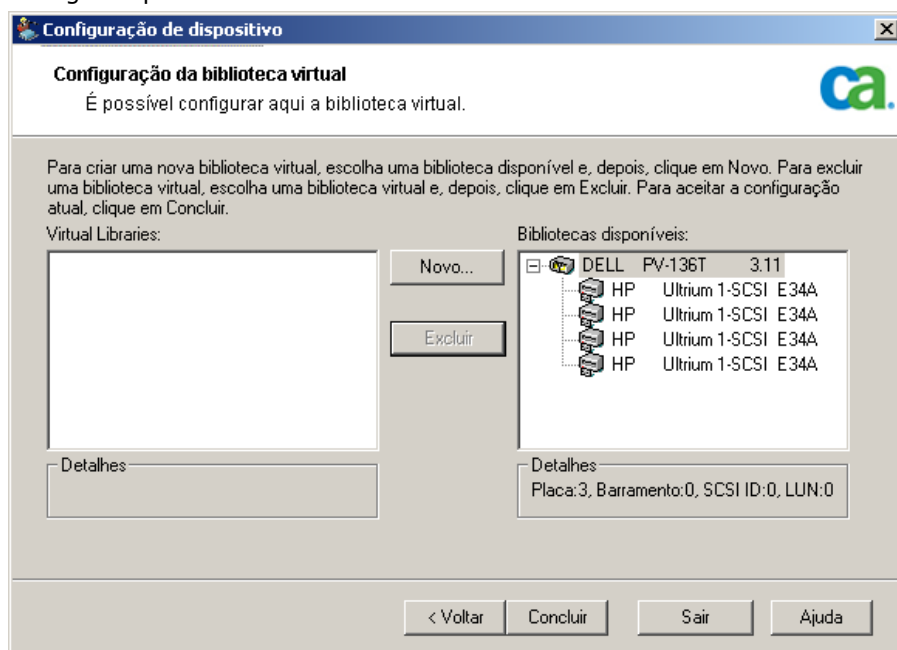 Configuração de dispositivo
Configuração da biblioteca virtual
É possível configurar aqui a biblioteca virtual.
ca.
Para criar uma nova biblioteca virtual, escolha uma biblioteca disponível e, depois, clique em Novo. Para excluir
uma biblioteca virtual, escolha uma biblioteca virtual e, depois, clique em Excluir. Para aceitar a configuração
atual, clique em Concluir.
Virtual Libraries:
Novo...
Excluir
Bibliotecas disponíveis:
DELL PV-136T 3.11
HP Ultrium 1-SCSI E34A
HP Ultrium 1-SCSI E34A
HP Ultrium 1-SCSI E34A
HP Ultrium 1-SCSI E34A
Detalhes
Detalhes
Placa:3, Barramento:0, SCSI ID:0, LUN:0
< Voltar
Concluir
Sair
Ajuda